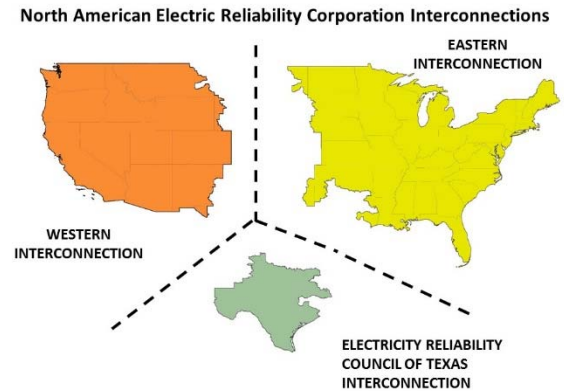 North American Electric Reliability Corporation Interconnections
EASTERN
INTERCONNECTION
WESTERN
INTERCONNECTION
ELECTRICITY RELIABILITY
COUNCIL OF TEXAS
INTERCONNECTION